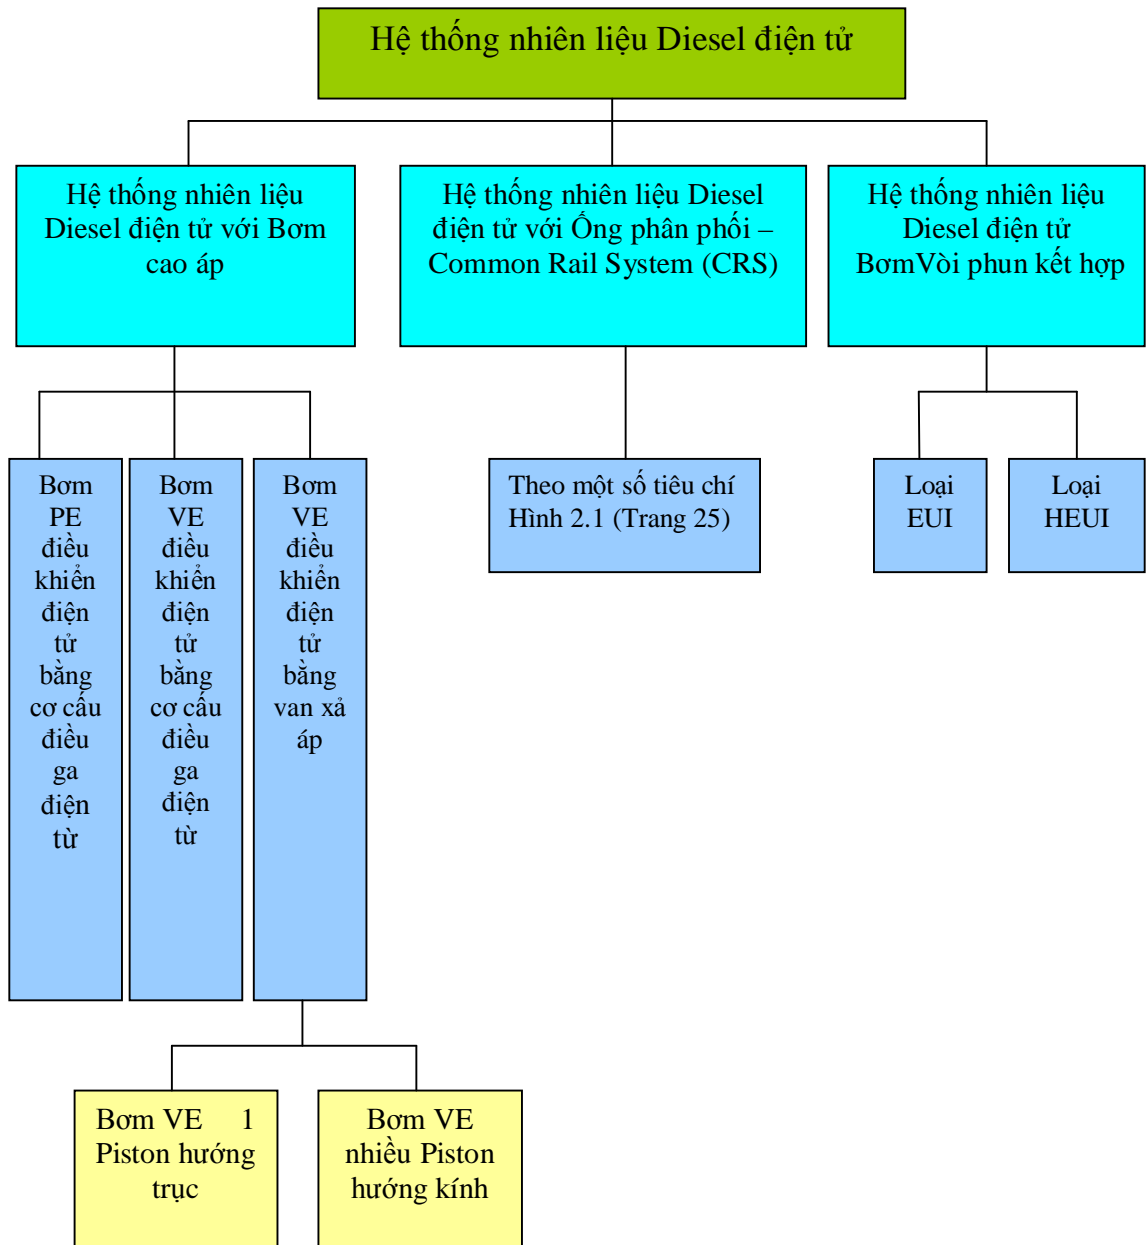 Hệ thống nhiên liệu Diesel điện tử
Hệ thống nhiên liệu
Diesel điện tử với Bơm
cao áp
Hệ thống nhiên liệu Diesel
điện tử với Ống phân phối –
Common Rail System (CRS)
Hệ thống nhiên liệu
Diesel điện tử
BơmVòi phun kết hợp
Bơm
PE
điều
khiển
điện
tử
bằng
cơ cấu
điều
ga
điện
từ
Bơm
VE
điều
khiển
điện
tử
bằng
cơ cấu
điều
ga
điện
từ
Bơm
VE
điều
khiển
điện
tử
bằng
van xả
áp
Theo một số tiêu chí
Hình 2.1 (Trang 25)
Loại
EUI
Loại
HEUI
Bơm VE 1
Piston hướng
trục
Bơm VE
nhiều Piston
hướng kính